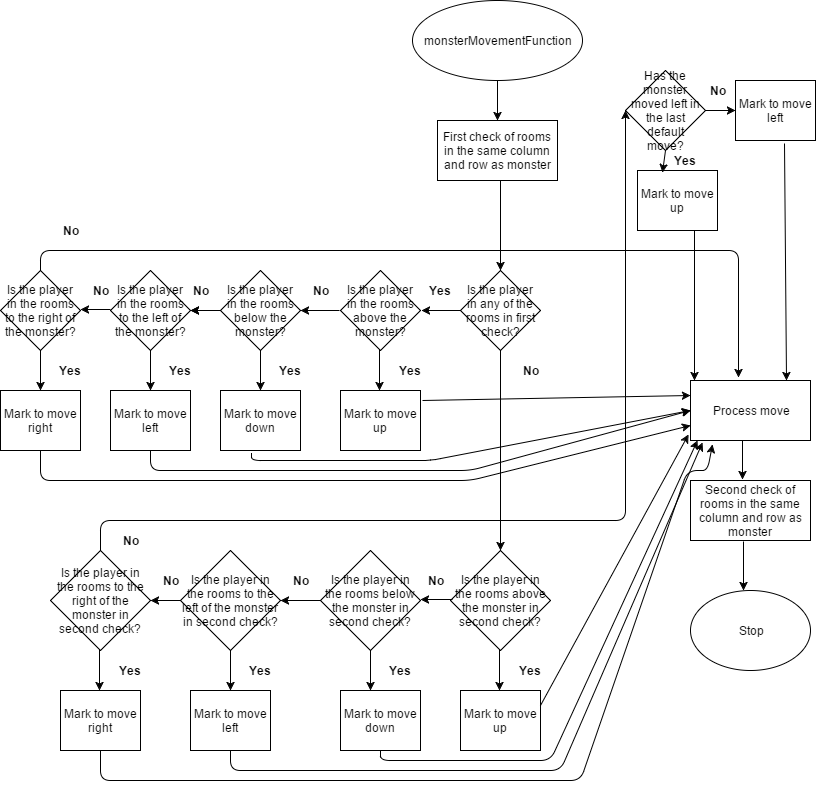 monsterMovementFunction
Has the
monster
moved left in
the last
default
move?
No
Mark to move
left
Yes
Mark to move
up
First check of rooms
in the same column
and row as monster
No
Is the player
in the rooms
to the right of
the monster?
No
Is the player
in the rooms
to the left of
the monster?
No
Is the player
in the rooms
below the
monster?
No
Is the player
in the rooms
above the
monster?
Yes
Is the player
in any of the
rooms in first
check?
Yes
Yes
Yes
Yes
No
Mark to move
right
Mark to move
left
Mark to move
down
Mark to move
up
Process move
Second check of
rooms in the same
column and row as
monster
No
Is the player in
the rooms to the
right of the
monster in
second check?
No
Is the player in
the rooms to the
left of the monster
in second check?
No
Is the player in
the rooms below
the monster in
second check?
No
Is the player in
the rooms above
the monster in
second check?
Stop
Yes
Yes
Yes
Yes
Mark to move
right
Mark to move
left
Mark to move
down
Mark to move
up